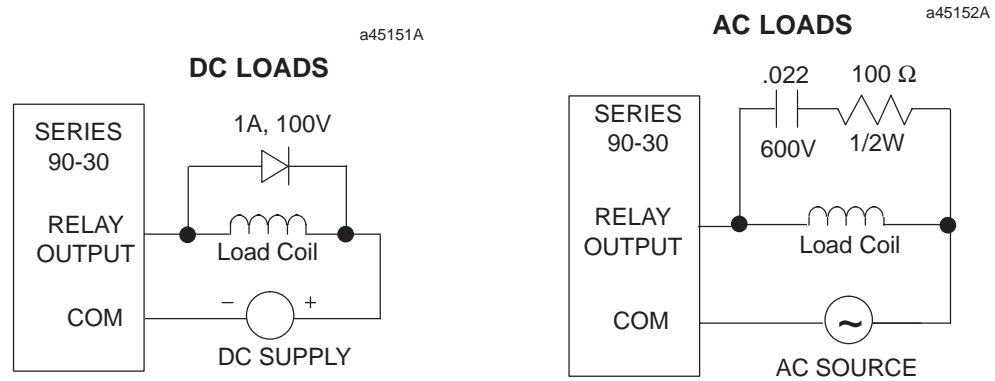 a45151A
DC LOADS
SERIES
90-30
1A, 100V
RELAY
OUTPUT
Load Coil
COM
− +
DC SUPPLY
a45152A
AC LOADS
.022 100 Ω
SERIES
90-30
600V 1/2W
RELAY
OUTPUT
Load Coil
COM
~
AC SOURCE